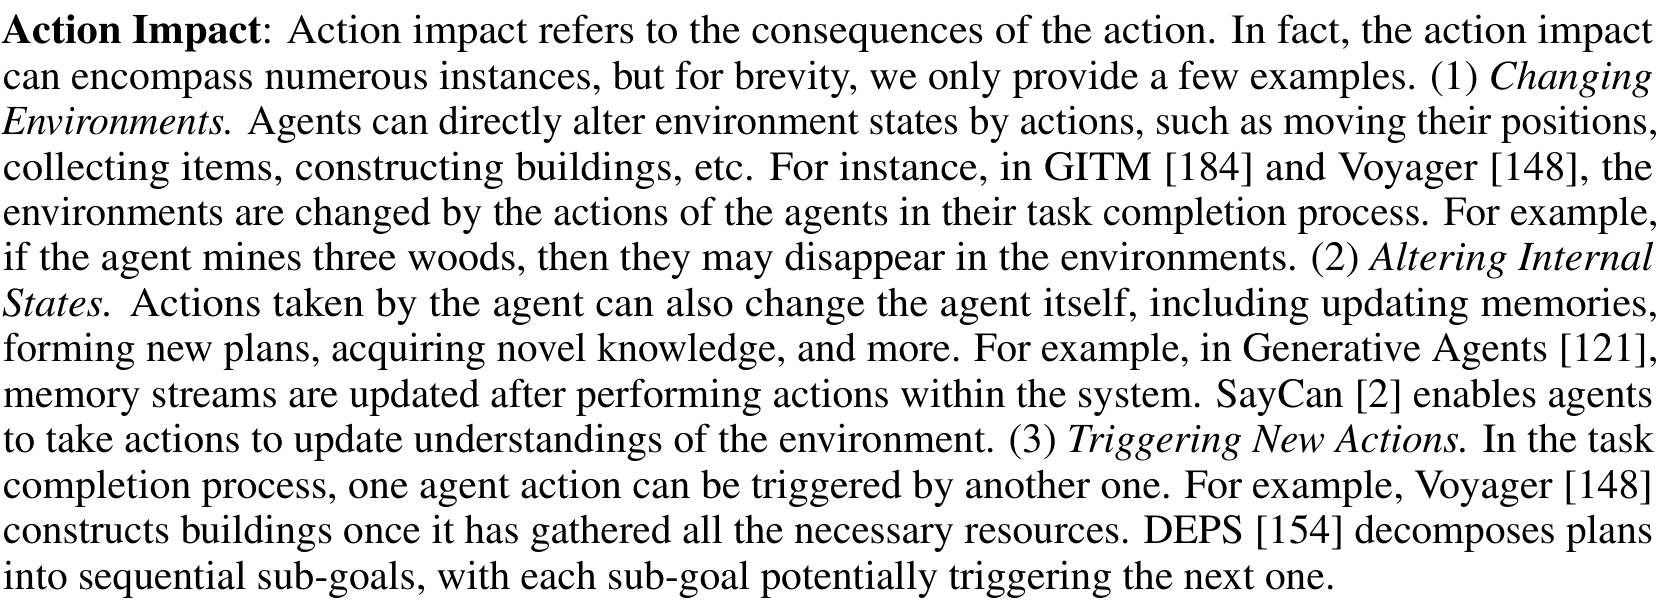 Action Impact: Action impact refers to the consequences of the action. In fact, the action impact
can encompass numerous instances, but for brevity, we only provide a few examples. (1) Changing
Environments. Agents can directly alter environment states by actions, such as moving their positions,
collecting items, constructing buildings, etc. For instance, in GITM [184] and Voyager [148], the
environments are changed by the actions of the agents in their task completion process. For example,
if the agent mines three woods, then they may disappear in the environments. (2) Altering Internal
States. Actions taken by the agent can also change the agent itself, including updating memories,
forming new plans, acquiring novel knowledge, and more. For example, in Generative Agents [121],
memory streams are updated after performing actions within the system. SayCan [2] enables agents
to take actions to update understandings of the environment. (3) Triggering New Actions. In the task
completion process, one agent action can be triggered by another one. For example, Voyager [148]
constructs buildings once it has gathered all the necessary resources. DEPS [154] decomposes plans
into sequential sub-goals, with each sub-goal potentially triggering the next one.